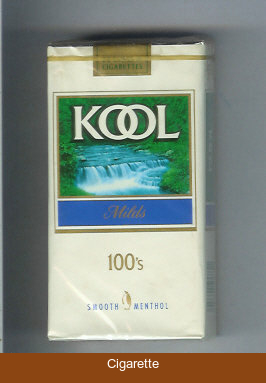 CIGARETTES
KOOL
Milds
100's
SMOOTH MENTHOL
Cigarette